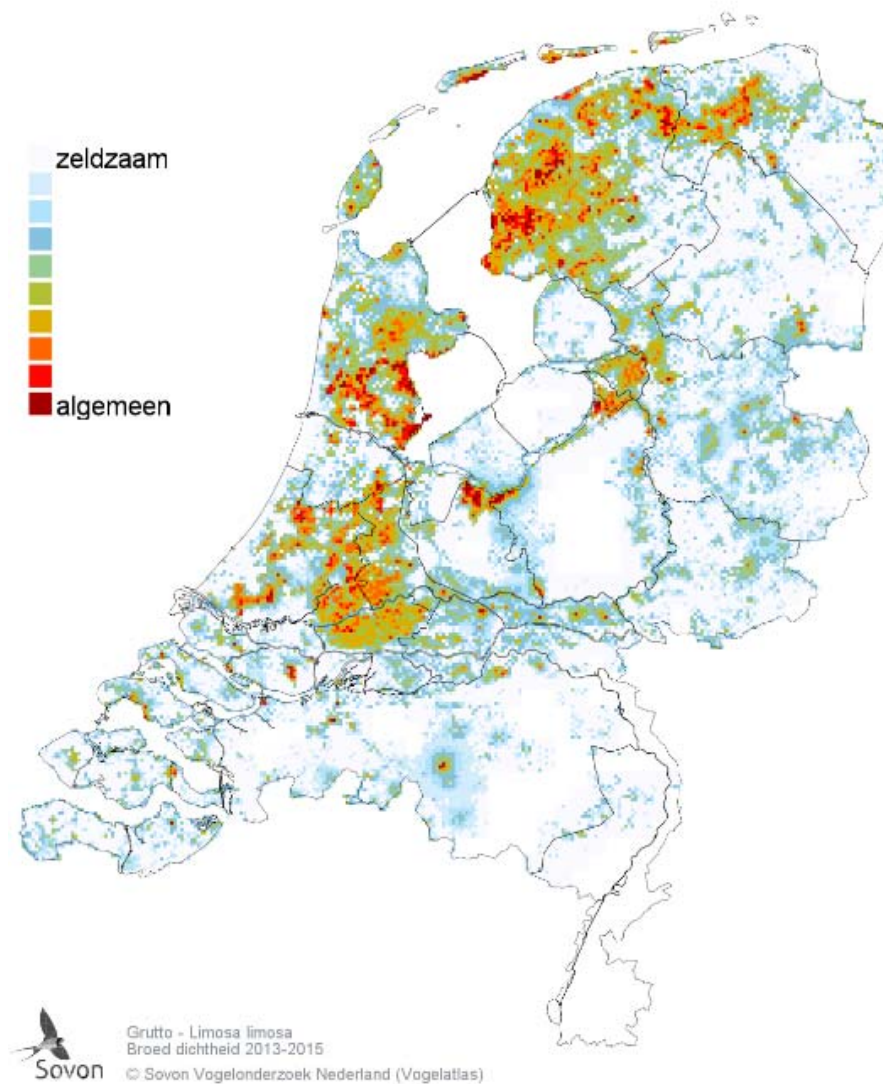 zeldzaam
algemeen
Grutto - Limosa limosa
Broed dichtheid 2013-2015
© Sovon Vogelonderzoek Nederland (Vogelatlas)
Sovon